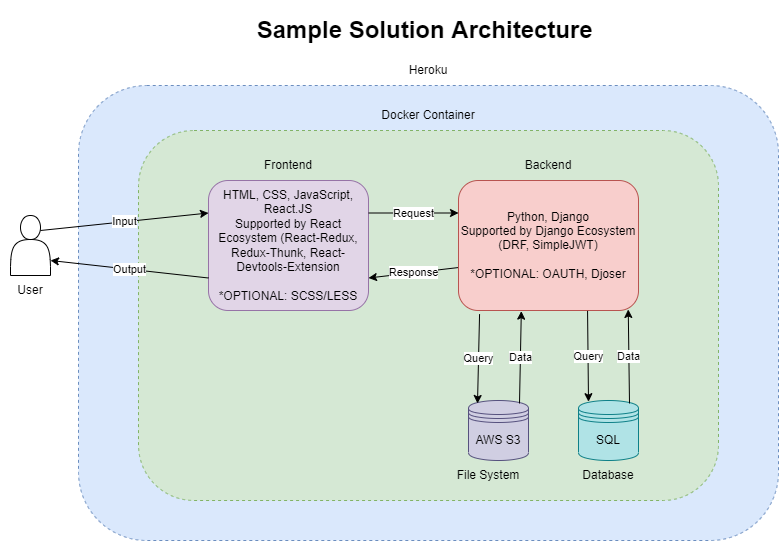 Sample Solution Architecture
Heroku
Docker Container
Frontend
Backend
HTML, CSS, JavaScript,
React.JS
Supported by React
Ecosystem (React-Redux,
Redux-Thunk, React-
Devtools-Extension
*OPTIONAL: SCSS/LESS
Python, Django
Supported by Django Ecosystem
(DRF, SimpleJWT)
*OPTIONAL: OAUTH, Djoser
Input
Request
Output
Response
User
Query
Data
Query
Data
AWS S3
SQL
File System
Database